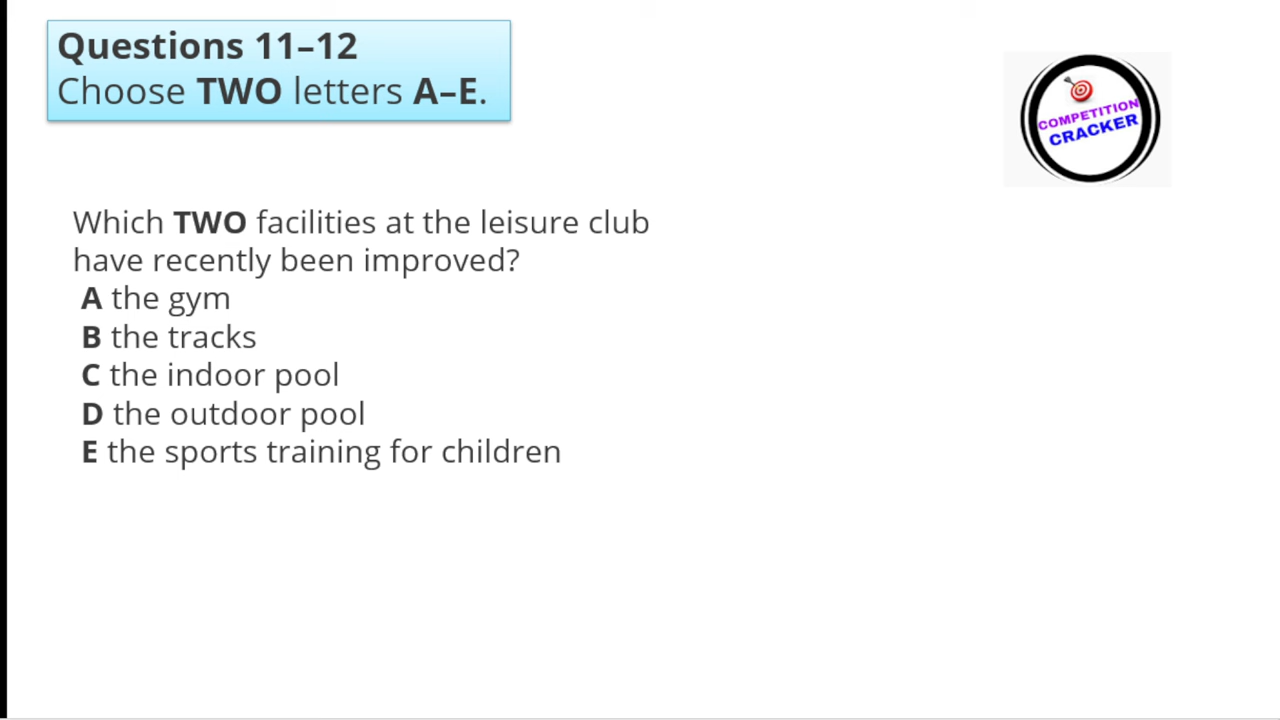 Questions 11–12
Choose TWO letters A–E.
COMPETITION
CRACKER
Which TWO facilities at the leisure club
have recently been improved?
A the gym
B the tracks
C the indoor pool
D the outdoor pool
E the sports training for children